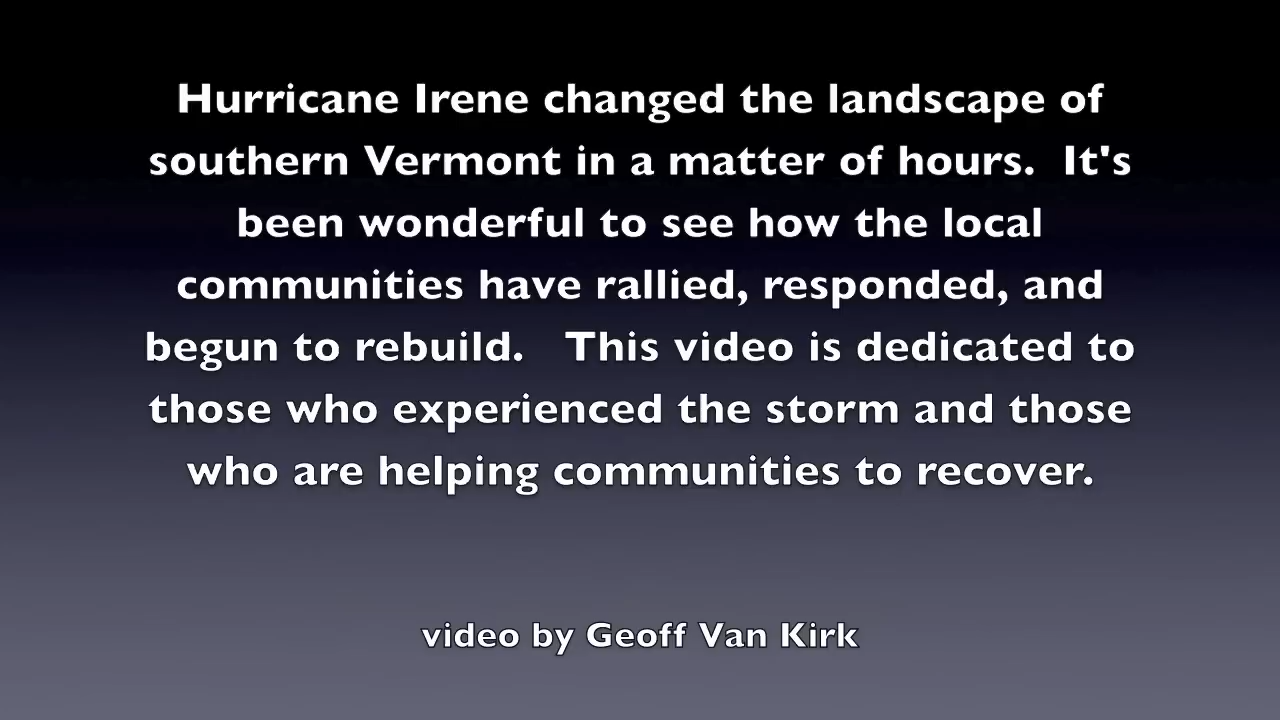 Hurricane Irene changed the landscape of
southern Vermont in a matter of hours.  It's
been wonderful to see how the local
communities have rallied, responded, and
begun to rebuild.   This video is dedicated to
those who experienced the storm and those
who are helping communities to recover.
video by Geoff Van Kirk